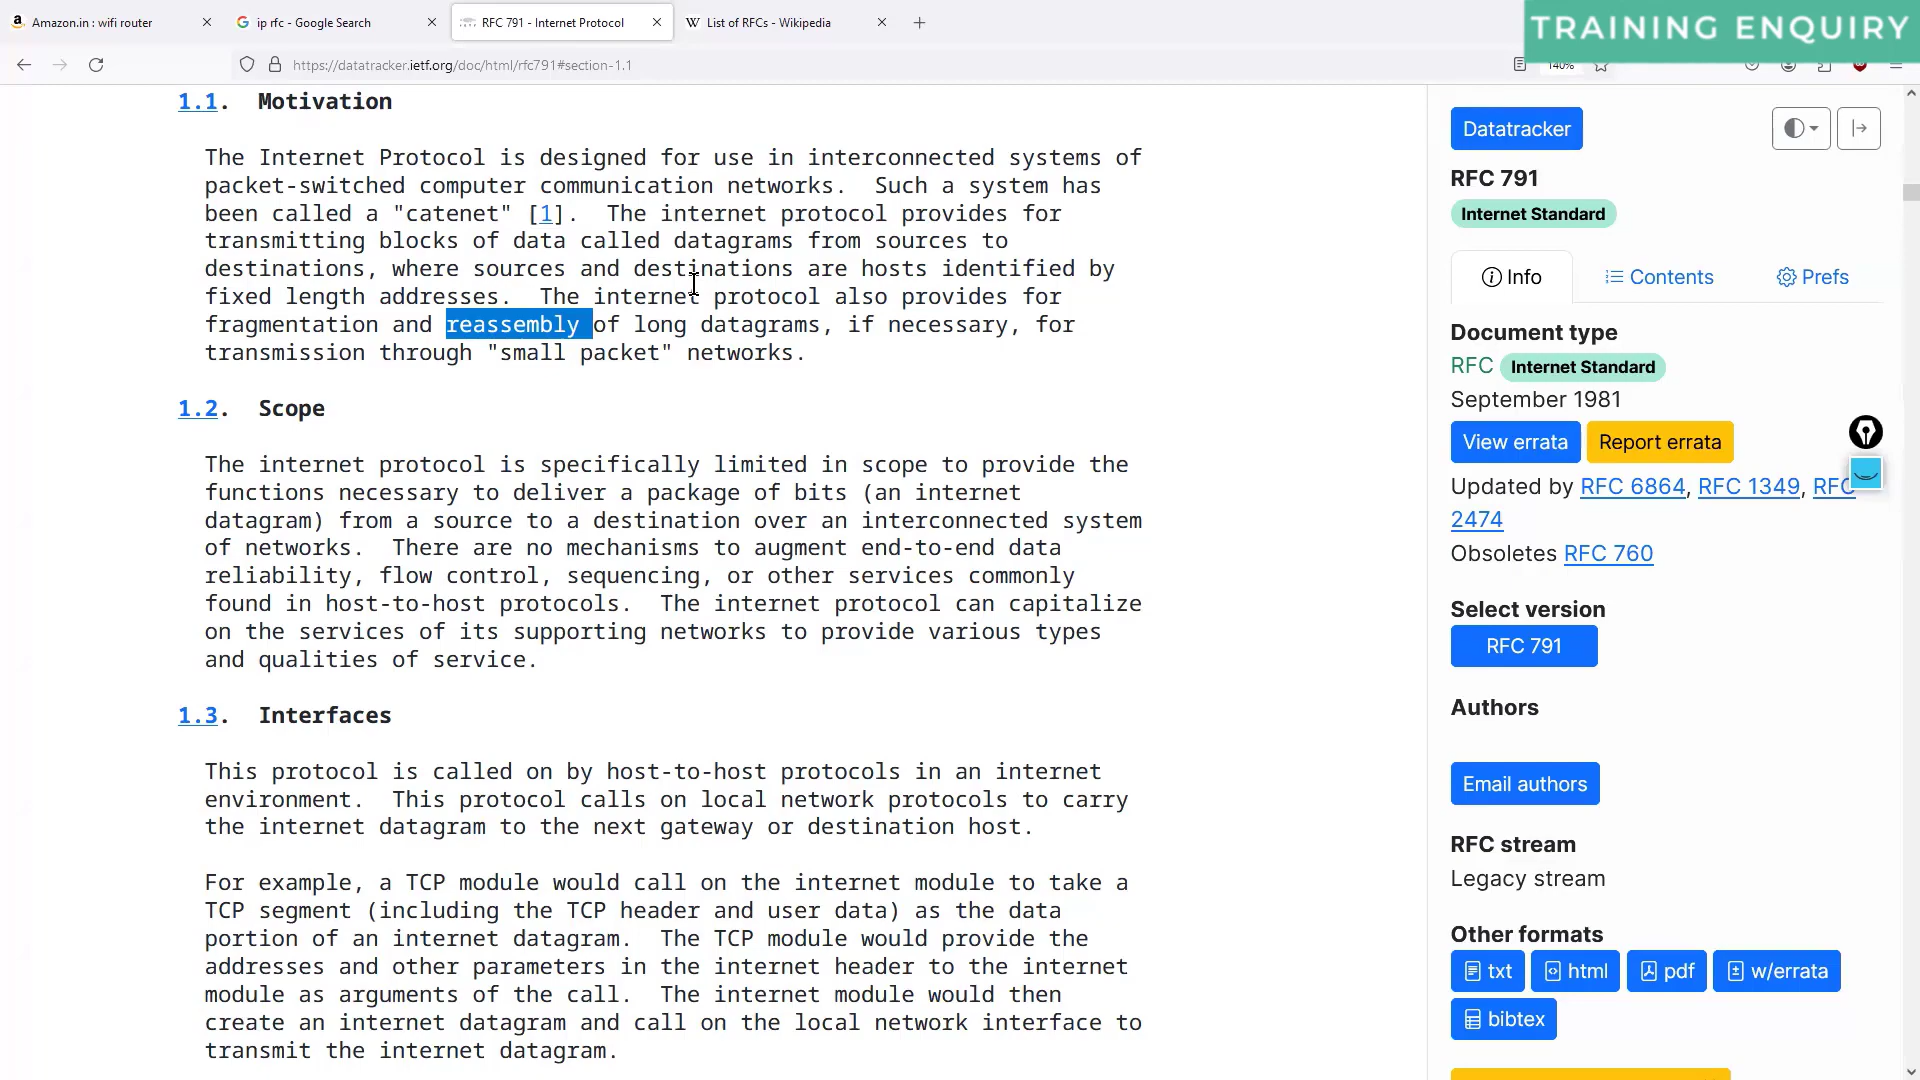 Amazon.in : wifi router
ip rfc - Google Search
RFC 791 - Internet Protocol
W List of RFCs - Wikipedia
TRAINING ENQUIRY
https://datatracker.ietf.org/doc/html/rfc791#section-1.1
140%
1.1. Motivation
The Internet Protocol is designed for use in interconnected systems of
packet-switched computer communication networks. Such a system has
been called a "catenet" [1]. The internet protocol provides for
transmitting blocks of data called datagrams from sources to
destinations, where sources and destinations are hosts identified by
fixed length addresses. The internet protocol also provides for
fragmentation and reassembly of long datagrams, if necessary, for
transmission through "small packet" networks.
1.2. Scope
The internet protocol is specifically limited in scope to provide the
functions necessary to deliver a package of bits (an internet
datagram) from a source to a destination over an interconnected system
of networks. There are no mechanisms to augment end-to-end data
reliability, flow control, sequencing, or other services commonly
found in host-to-host protocols. The internet protocol can capitalize
on the services of its supporting networks to provide various types
and qualities of service.
1.3. Interfaces
This protocol is called on by host-to-host protocols in an internet
environment. This protocol calls on local network protocols to carry
the internet datagram to the next gateway or destination host.
For example, a TCP module would call on the internet module to take a
TCP segment (including the TCP header and user data) as the data
portion of an internet datagram. The TCP module would provide the
addresses and other parameters in the internet header to the internet
module as arguments of the call. The internet module would then
create an internet datagram and call on the local network interface to
transmit the internet datagram.
Datatracker
RFC 791
Internet Standard
Info
Contents
Prefs
Document type
RFC Internet Standard
September 1981
View errata
Report errata
Updated by RFC 6864, RFC 1349, RFC
2474
Obsoletes RFC 760
Select version
RFC 791
Authors
Email authors
RFC stream
Legacy stream
Other formats
txt
html
pdf
w/errata
bibtex